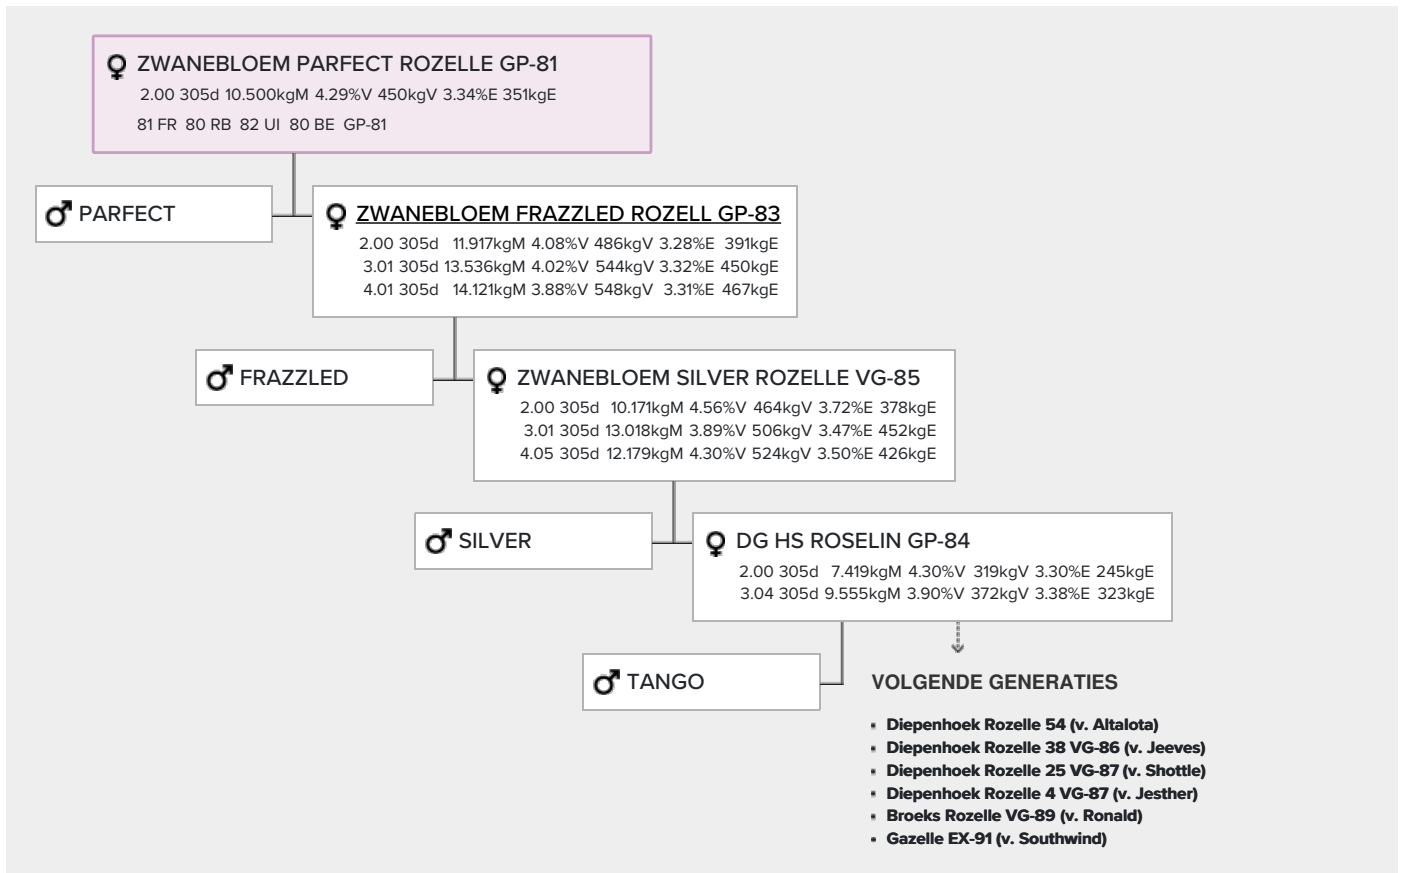 ZWANEBLOEM PARFECT ROZELLE GP-81
2.00 305d 10.500kgM 4.29%V 450kgV 3.34%E 351kgE
81 FR 80 RB 82 UI 80 BE GP-81
PARFECT
ZWANEBLOEM FRAZZLED ROZELL GP-83
2.00 305d 11.917kgM 4.08%V 486kgV 3.28%E 391kgE
3.01 305d 13.536kgM 4.02%V 544kgV 3.32%E 450kgE
4.01 305d 14.121kgM 3.88%V 548kgV 3.31%E 467kgE
FRAZZLED
ZWANEBLOEM SILVER ROZELLE VG-85
2.00 305d 10.171kgM 4.56%V 464kgV 3.72%E 378kgE
3.01 305d 13.018kgM 3.89%V 506kgV 3.47%E 452kgE
4.05 305d 12.179kgM 4.30%V 524kgV 3.50%E 426kgE
SILVER
DG HS ROSELIN GP-84
2.00 305d 7.419kgM 4.30%V 319kgV 3.30%E 245kgE
3.04 305d 9.555kgM 3.90%V 372kgV 3.38%E 323kgE
TANGO
VOLGENDE GENERATIES
Diepenhoek Rozelle 54 (v. Altalota)
Diepenhoek Rozelle 38 VG-86 (v. Jeeves)
Diepenhoek Rozelle 25 VG-87 (v. Shottle)
Diepenhoek Rozelle 4 VG-87 (v. Jesther)
Broeks Rozelle VG-89 (v. Ronald)
Gazelle EX-91 (v. Southwind)